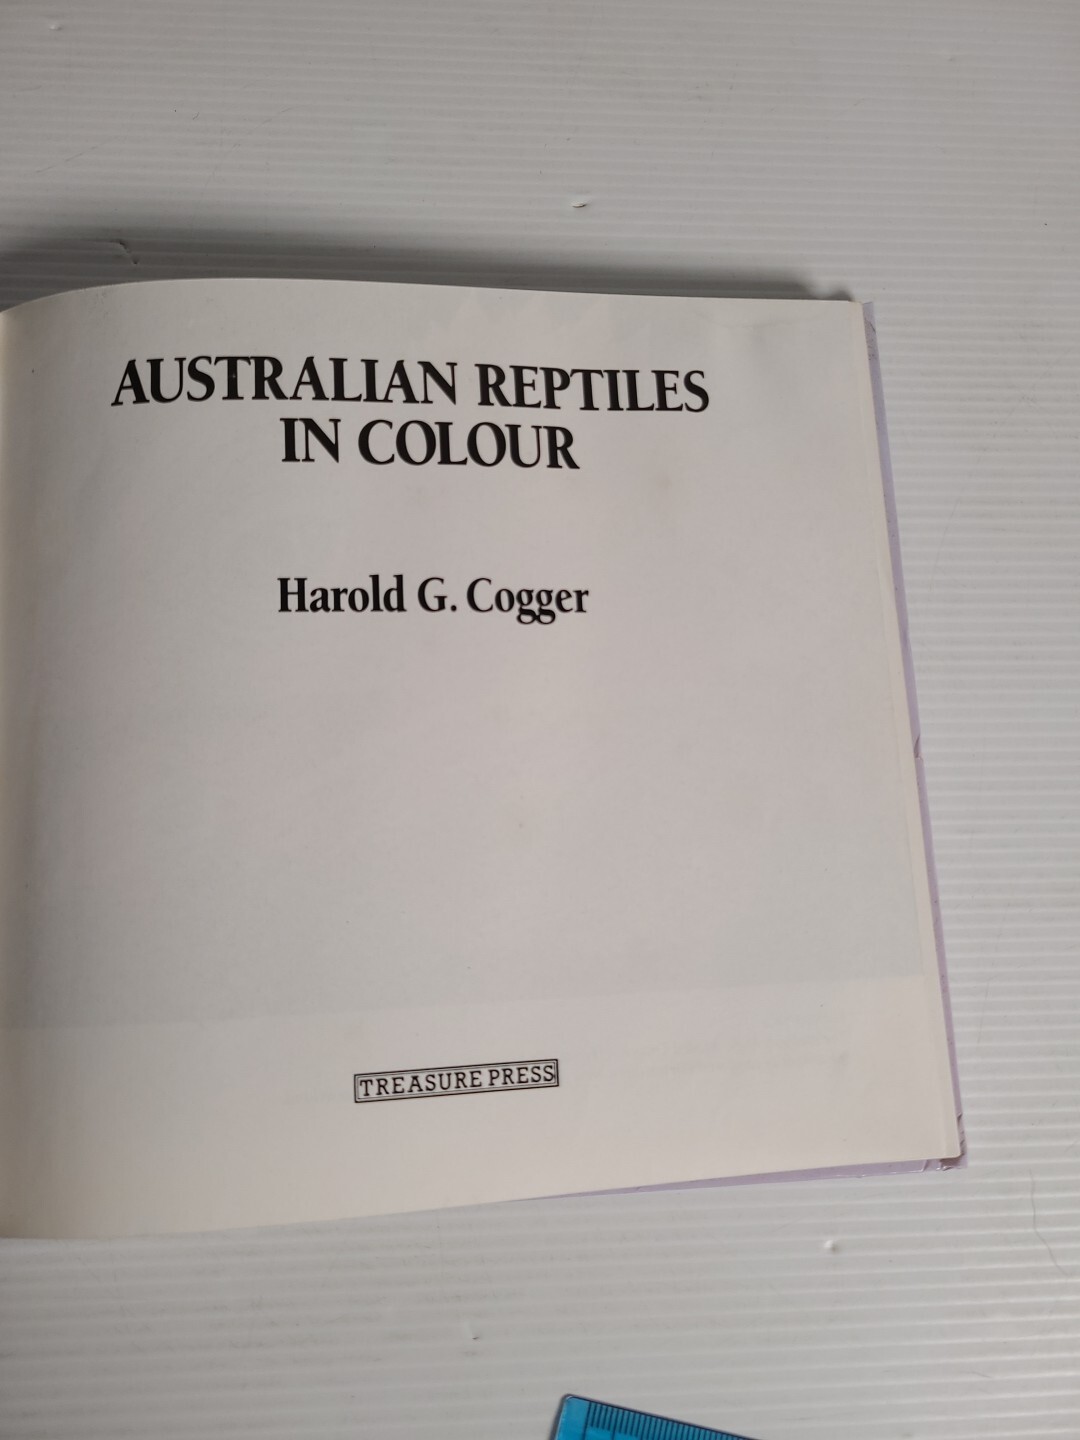 AUSTRALIAN REPTILES
IN COLOUR
Harold G. Cogger
TREASURE PRESS